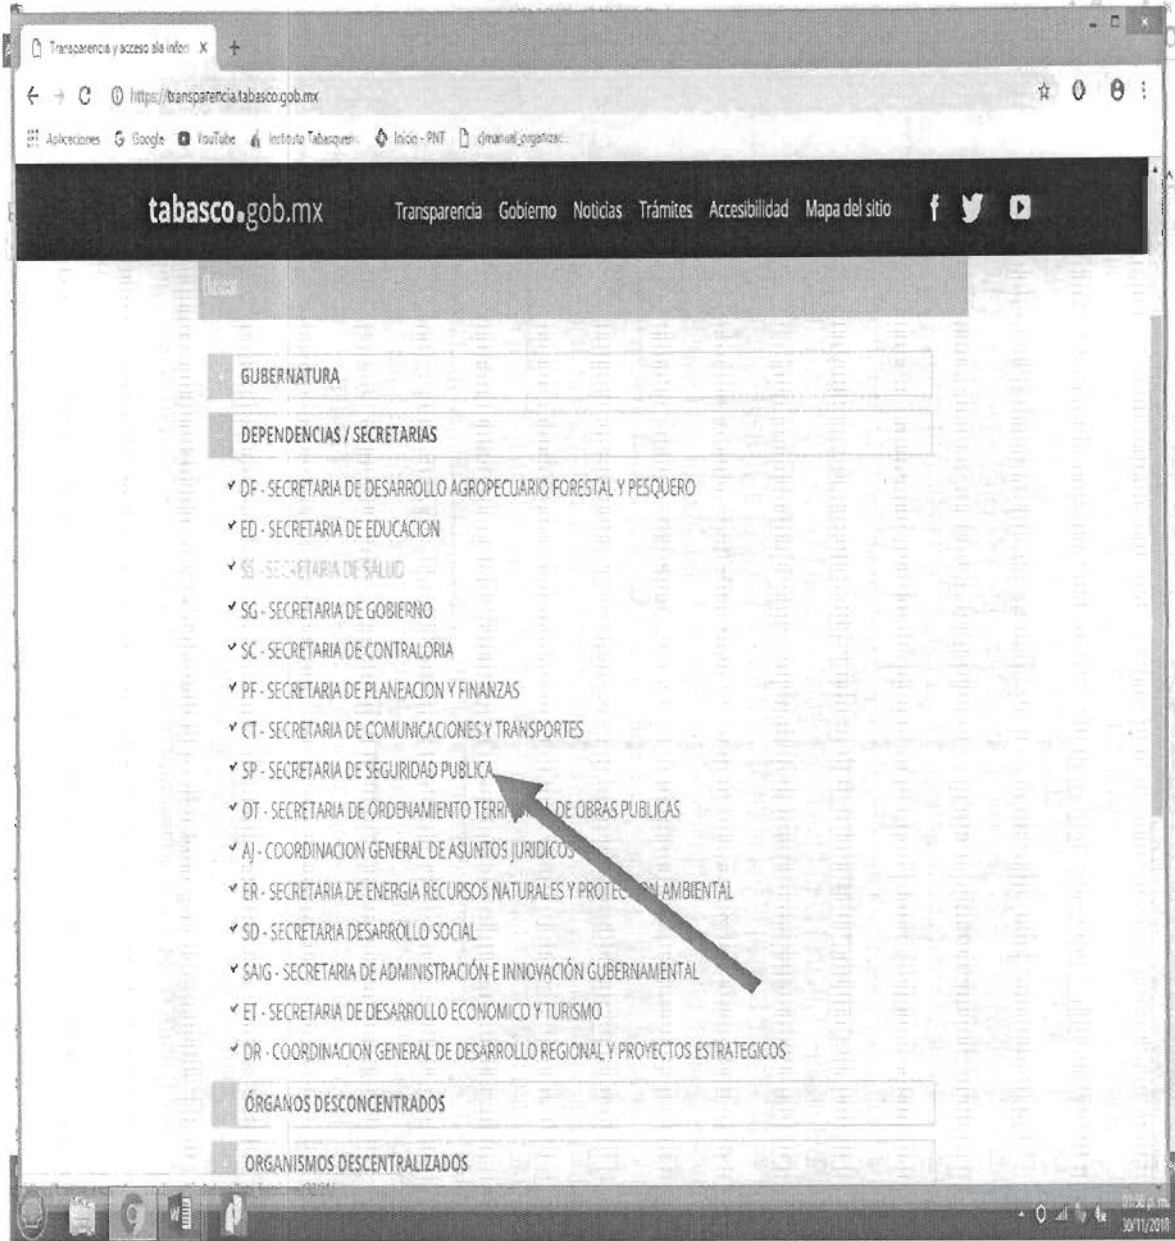 Transparencia y acceso ala infor
https://transparencia.tabasco.gob.mx
Aplicaciones Google YouTube Instituto Tabasqueñ Inicio - PNT cjmanual_organizac
tabasco.gob.mx Transparencia Gobierno Noticias Trámites Accesibilidad Mapa del sitio
Buscar
GUBERNATURA
DEPENDENCIAS / SECRETARIAS
DF - SECRETARIA DE DESARROLLO AGROPECUARIO FORESTAL Y PESQUERO
ED - SECRETARIA DE EDUCACION
SS - SECRETARIA DE SALUD
SG - SECRETARIA DE GOBIERNO
SC - SECRETARIA DE CONTRALORIA
PF - SECRETARIA DE PLANEACION Y FINANZAS
CT - SECRETARIA DE COMUNICACIONES Y TRANSPORTES
SP - SECRETARIA DE SEGURIDAD PUBLICA
OT - SECRETARIA DE ORDENAMIENTO DE OBRAS PUBLICAS
AJ - COORDINACION GENERAL DE ASUNTOS JURIDICOS
ER - SECRETARIA DE ENERGIA RECURSOS NATURALES Y PROTECCION AMBIENTAL
SD - SECRETARIA DESARROLLO SOCIAL
SAIG - SECRETARIA DE ADMINISTRACIÓN E INNOVACIÓN GUBERNAMENTAL
ET - SECRETARIA DE DESARROLLO ECONOMICO Y TURISMO
DR - COORDINACION GENERAL DE DESARROLLO REGIONAL Y PROYECTOS ESTRATEGICOS
ÓRGANOS DESCONCENTRADOS
ORGANISMOS DESCENTRALIZADOS
01:58 p.m.
30/11/2018